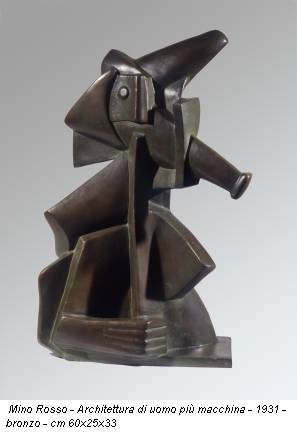 Mino Rosso - Architettura di uomo più macchina - 1931 -
bronzo - cm 60x25x33